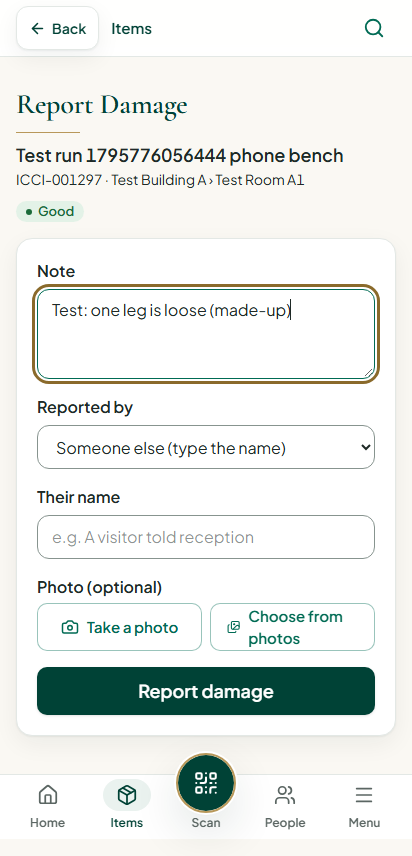 Back
Items
Report Damage
Test run 1795776056444 phone bench
ICCI-001297 · Test Building A › Test Room A1
Good
Note
Test: one leg is loose (made-up)
Reported by
Someone else (type the name)
Their name
e.g. A visitor told reception
Photo (optional)
Take a photo
Choose from
photos
Report damage
Home
Items
Scan
People
Menu